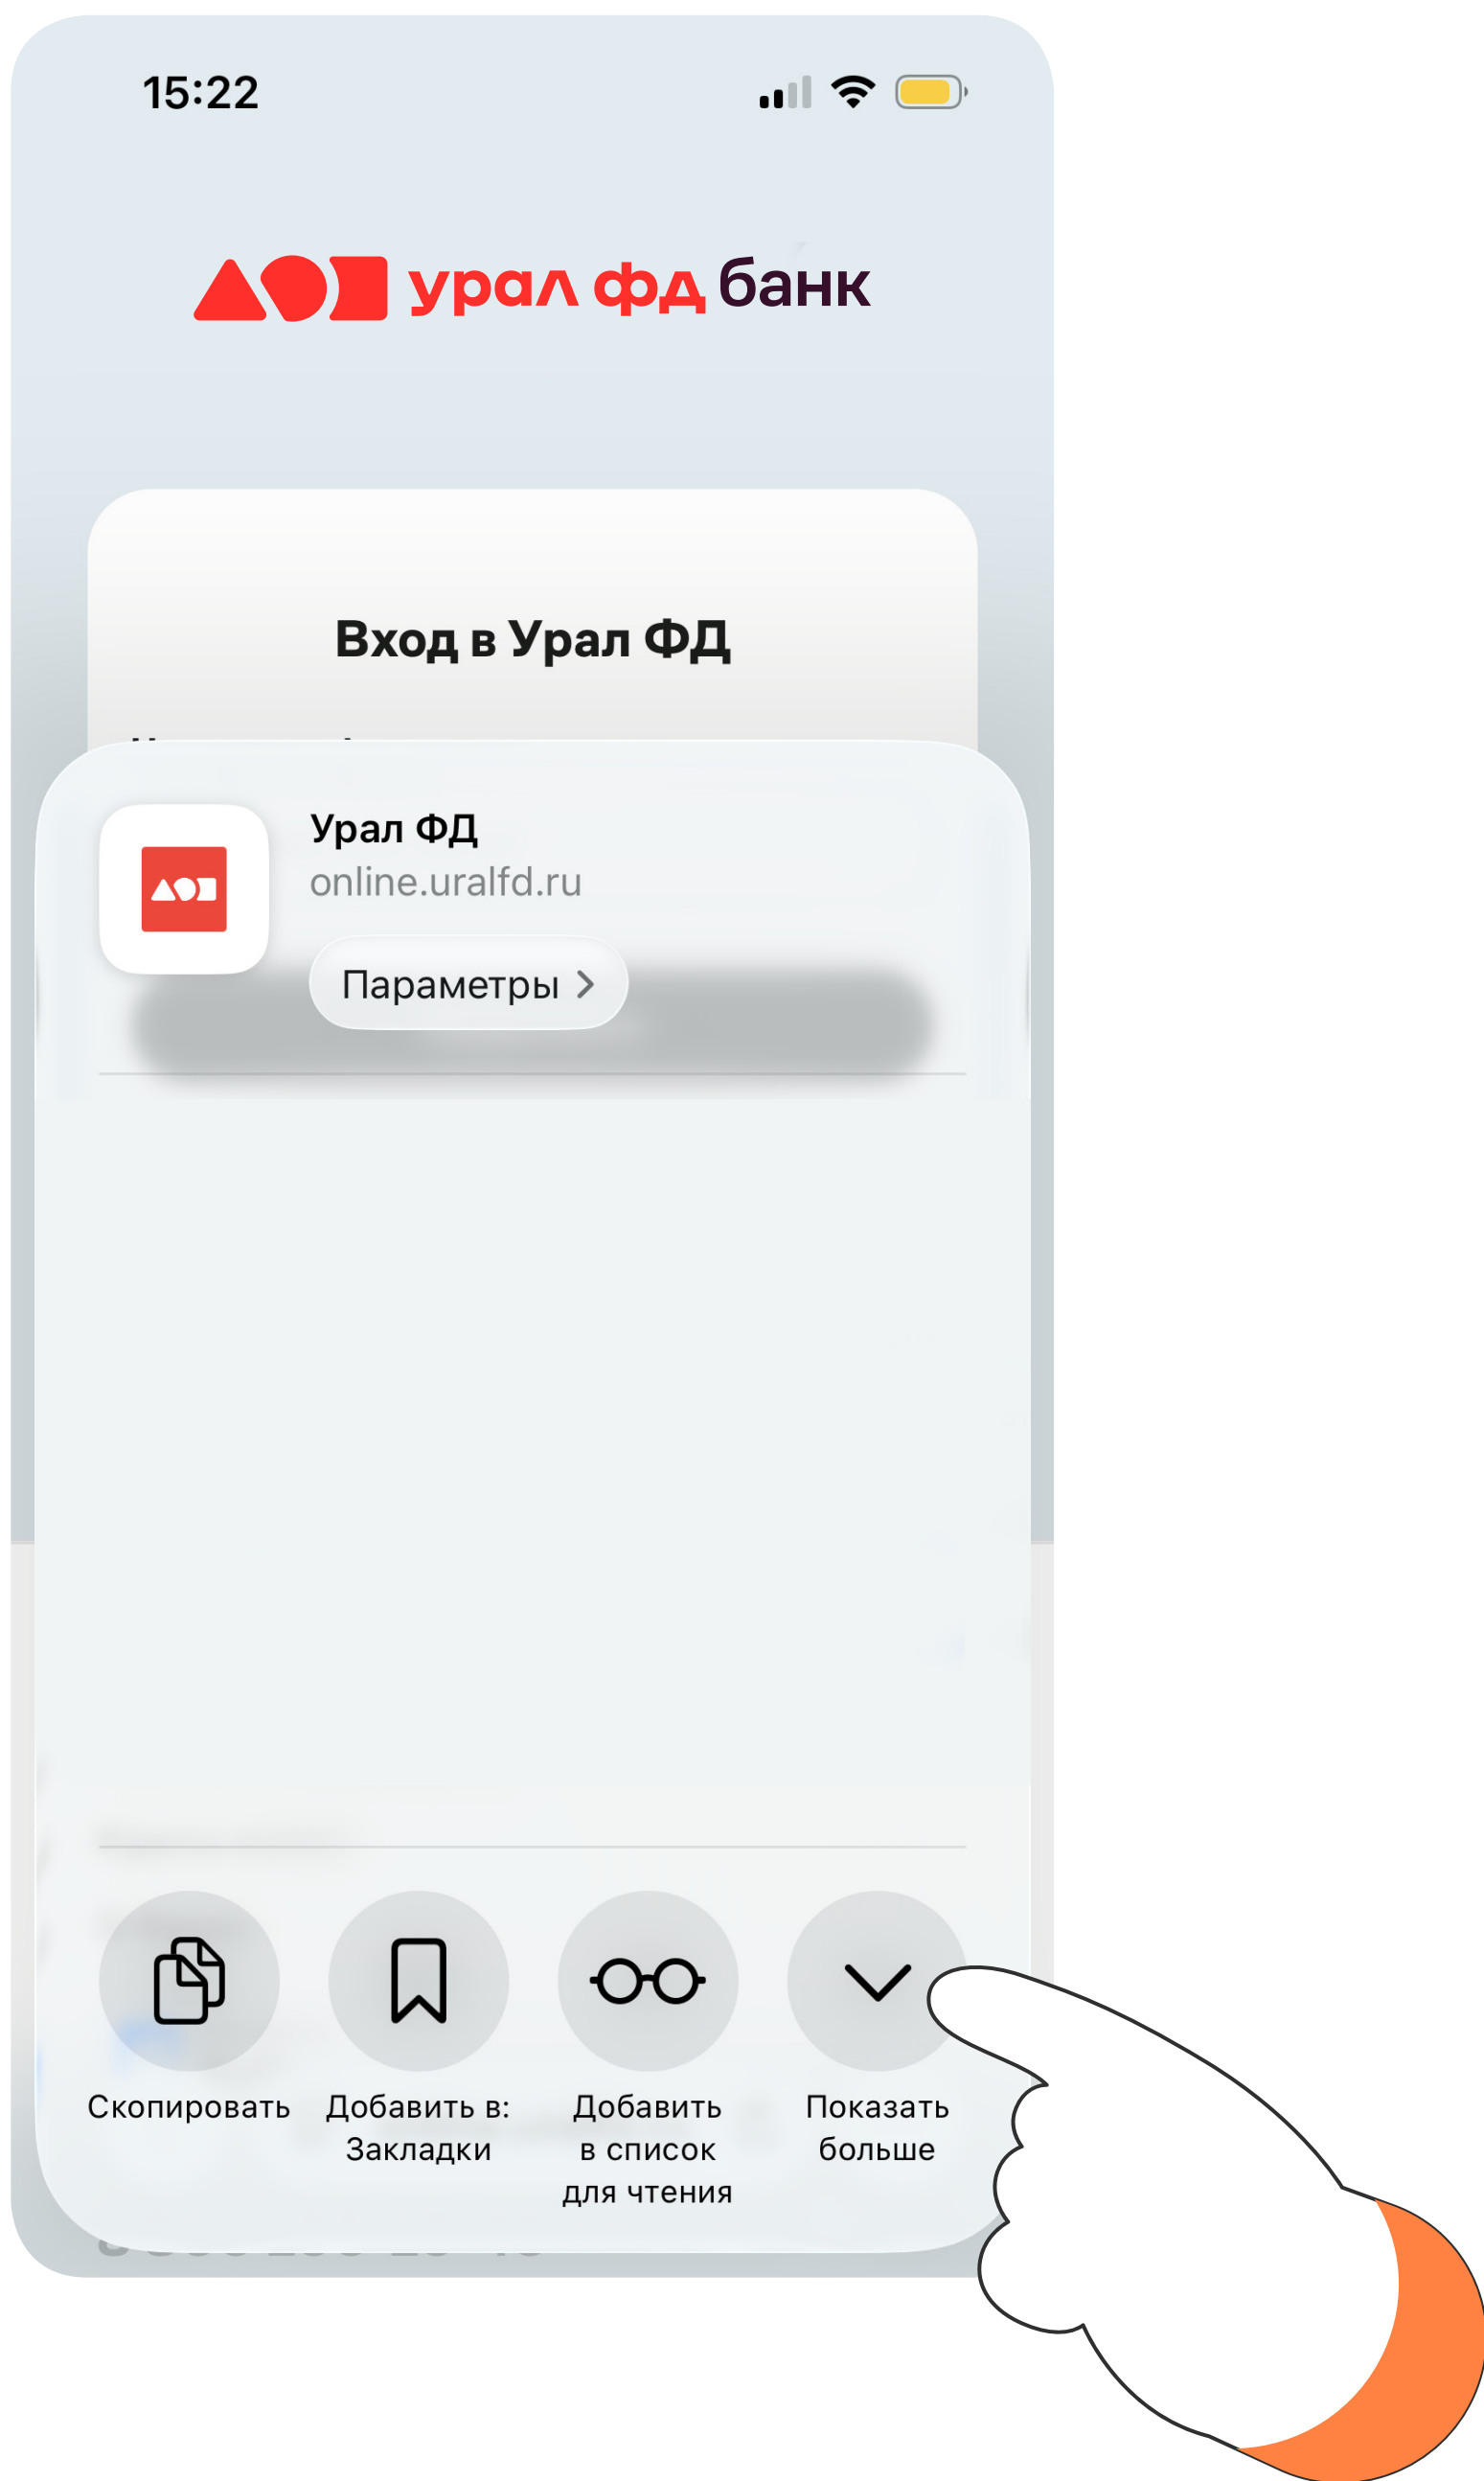 15:22
урал фд банк
Вход в Урал ФД
Урал ФД
online.uralfd.ru
Параметры
Скопировать
Добавить в:
Закладки
Добавить
в список
для чтения
Показать
больше